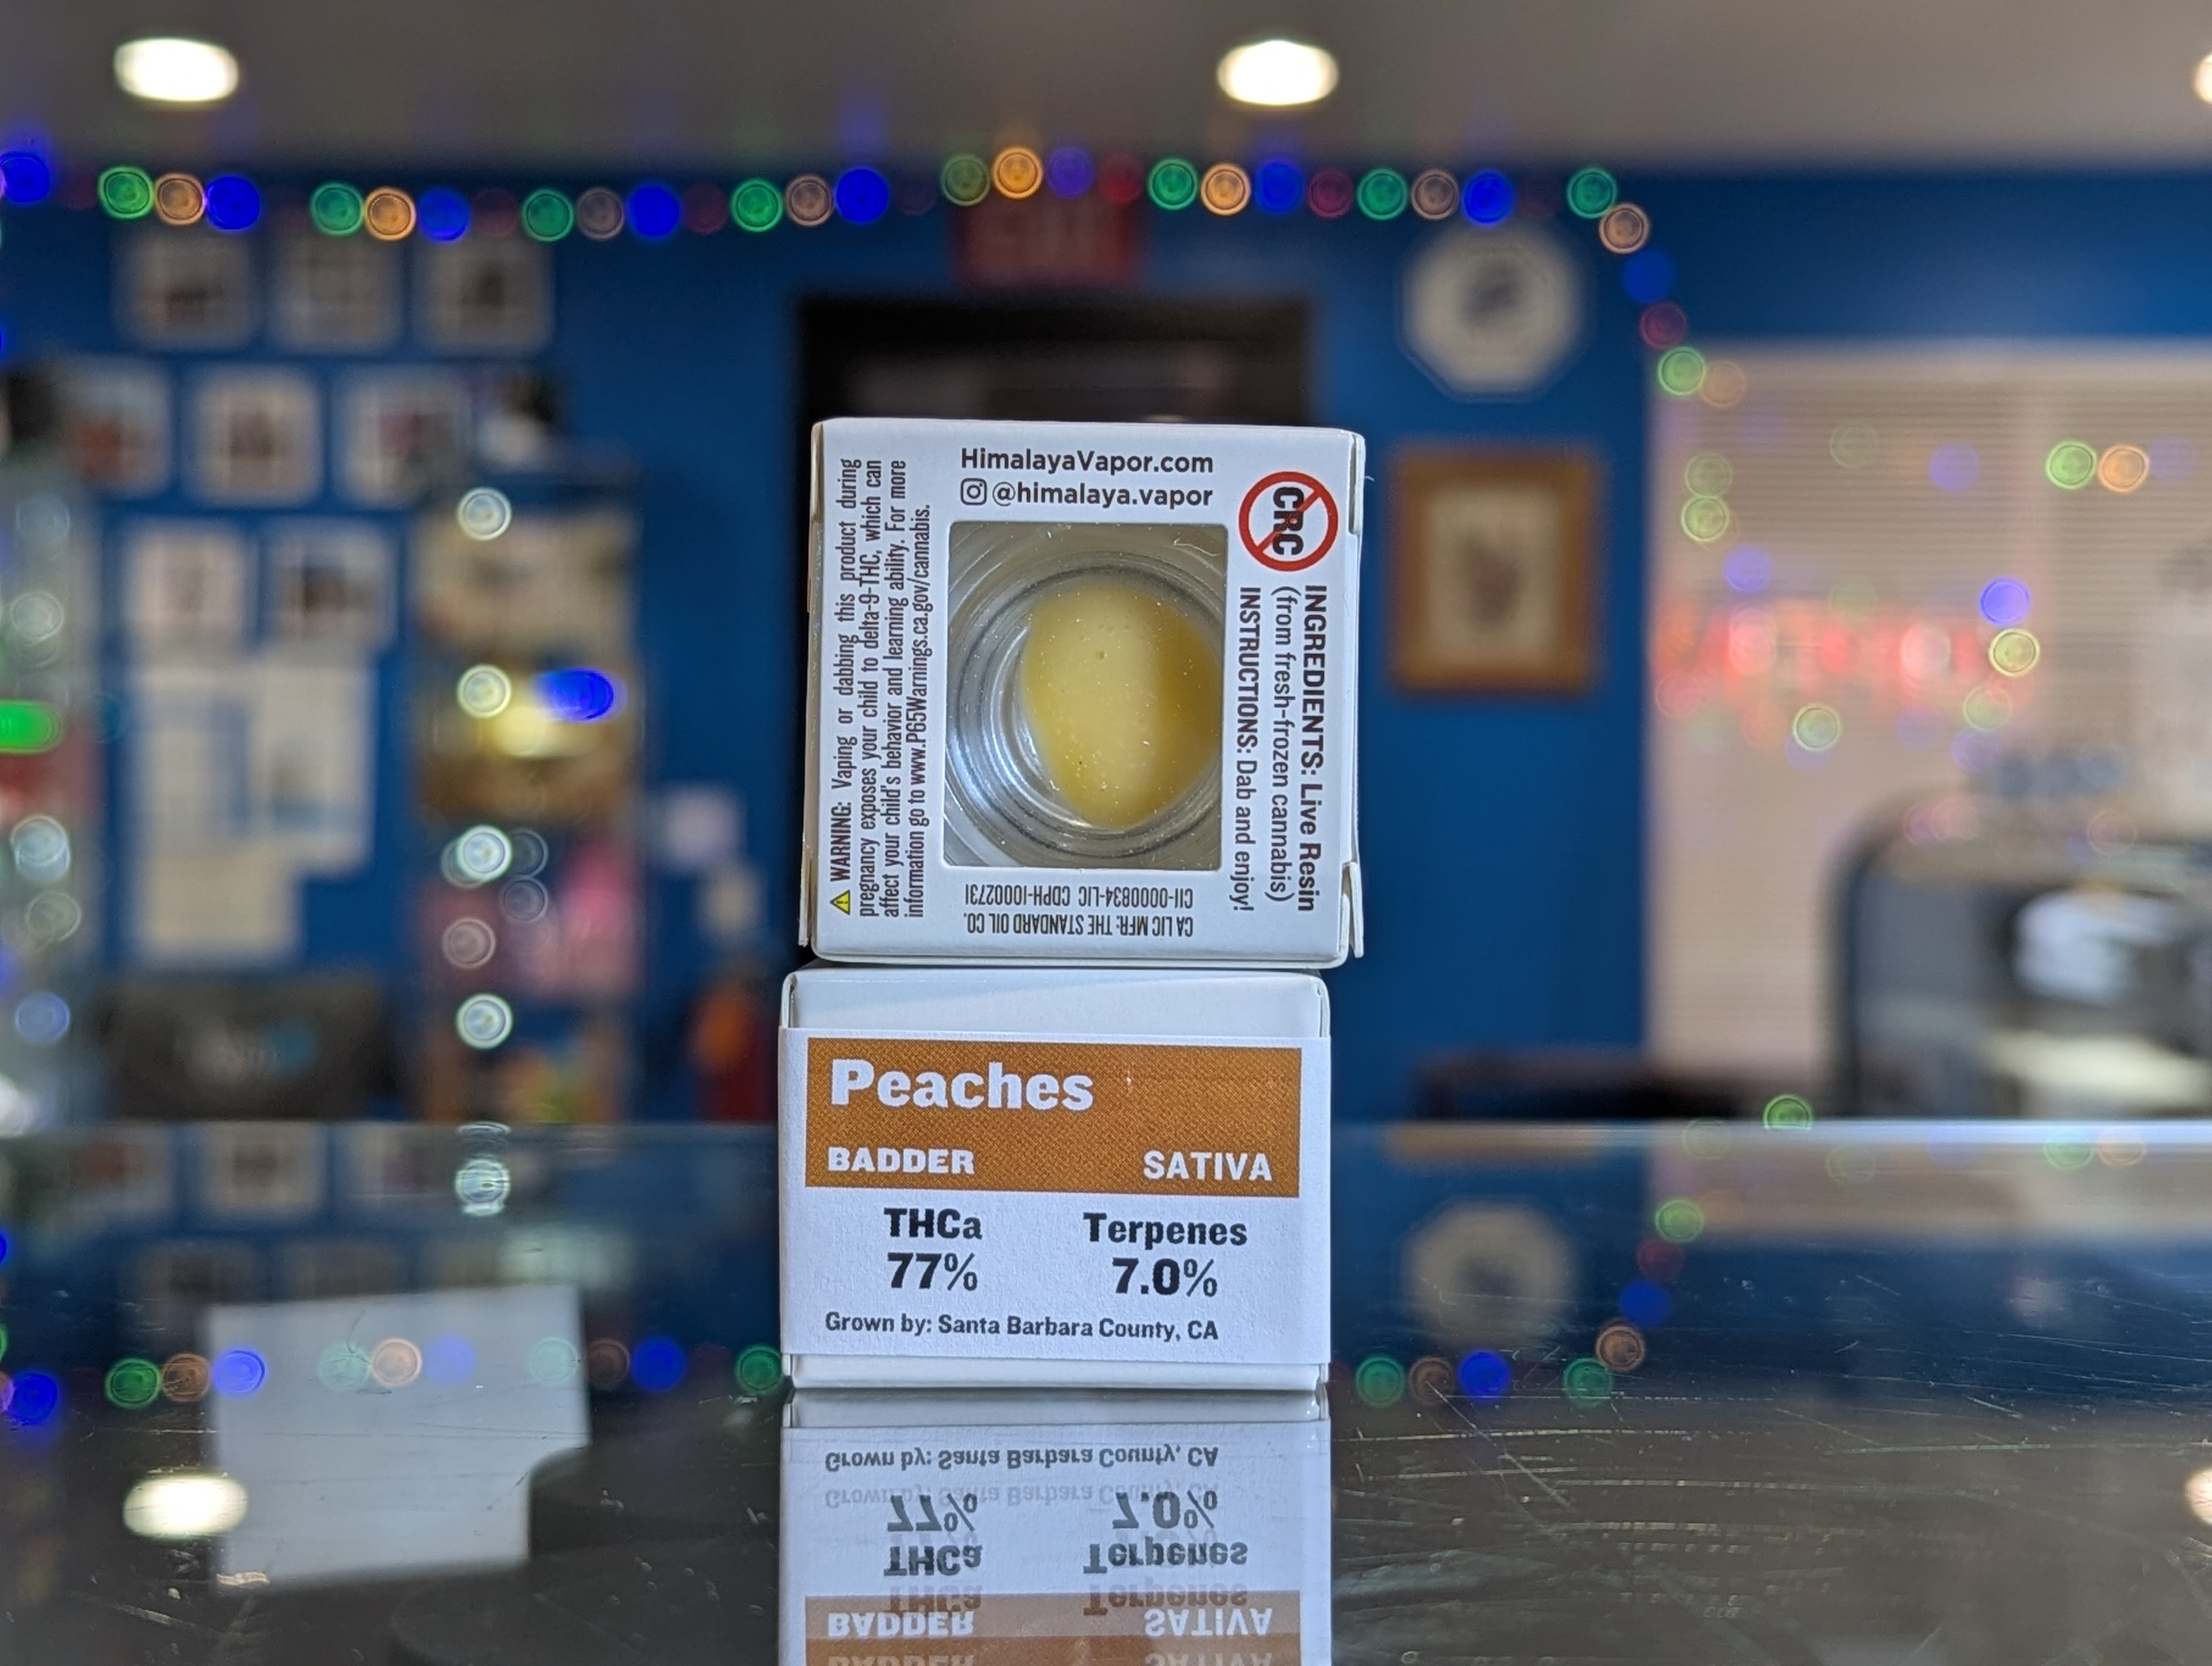 HimalayaVapor.com
@himalaya.vapor
⚠ WARNING: Vaping or dabbing this product during
pregnancy exposes your child to delta-9-THC, which can
affect your child's behavior and learning ability. For more
information go to www.P65Warnings.ca.gov/cannabis.
CRC
INGREDIENTS: Live Resin
(from fresh-frozen cannabis)
INSTRUCTIONS: Dab and enjoy!
CA LIC MFR: THE STANDARD OIL CO.
C11-0000834-LIC CDPH-10002731
Peaches
BADDER SATIVA
THCa Terpenes
77% 7.0%
Grown by: Santa Barbara County, CA